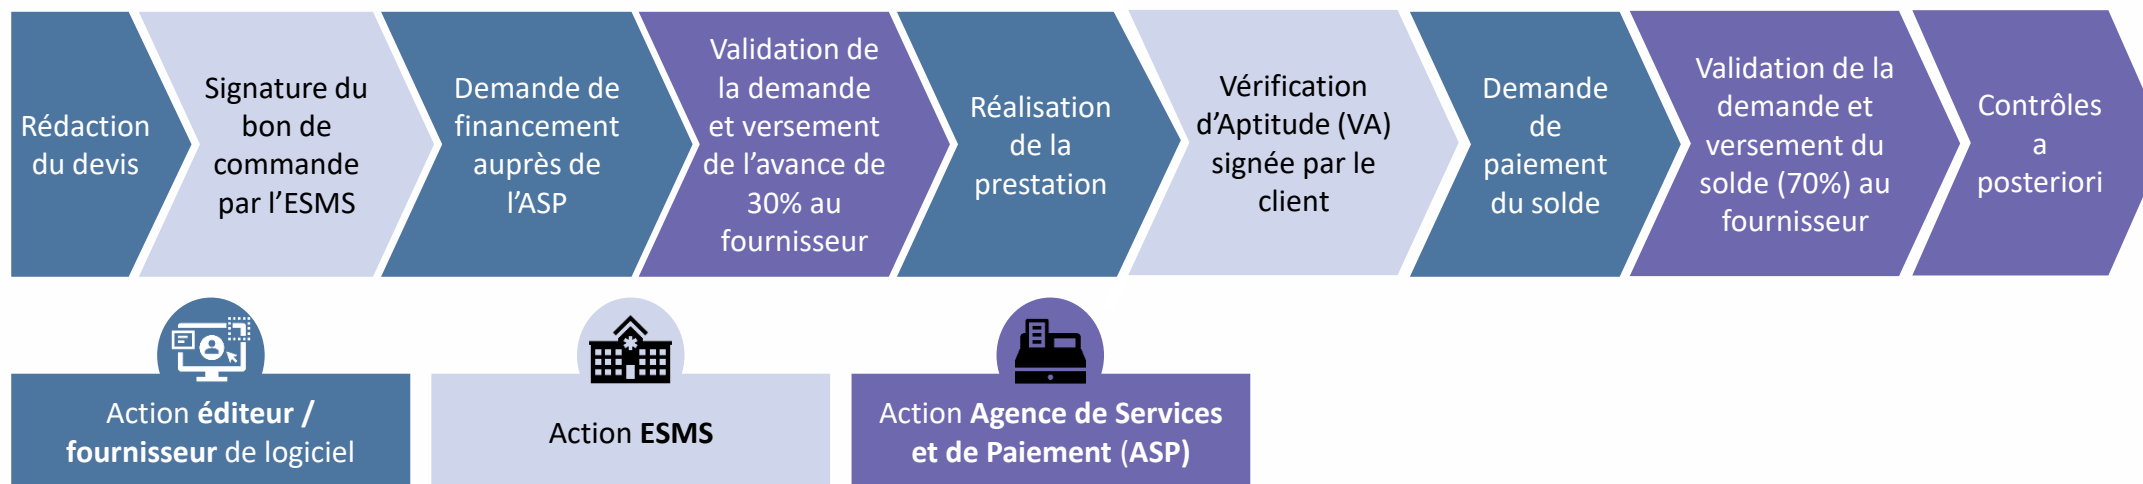 Rédaction
du devis
Signature du
bon de
commande
par l’ESMS
Demande de
financement
auprès de
l’ASP
Validation de
la demande
et versement
de l’avance de
30% au
fournisseur
Réalisation
de la
prestation
Vérification
d’Aptitude (VA)
signée par le
client
Demande
de
paiement
du solde
Validation de la
demande et
versement du
solde (70%) au
fournisseur
Contrôles
a
posteriori
Action éditeur /
fournisseur de logiciel
Action ESMS
Action Agence de Services
et de Paiement (ASP)